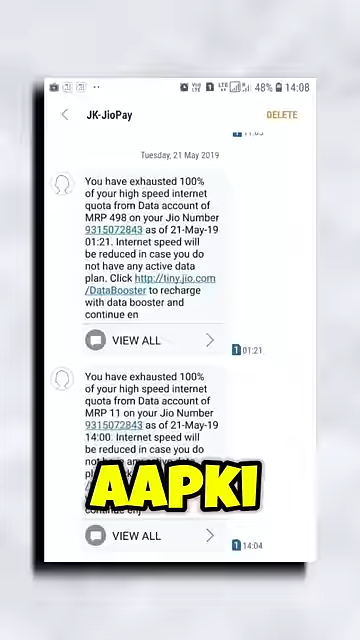 48% 14:08
JK-JioPay
DELETE
11:05
Tuesday, 21 May 2019
You have exhausted 100%
of your high speed internet
quota from Data account of
MRP 498 on your Jio Number
9315072843 as of 21-May-19
01:21. Internet speed will
be reduced in case you do
not have any active data
plan. Click http://tiny.jio.com
/DataBooster to recharge
with data booster and
continue en
VIEW ALL
1 01:21
You have exhausted 100%
of your high speed internet
quota from Data account of
MRP 11 on your Jio Number
9315072843 as of 21-May-19
14:00. Internet speed will
be reduced in case you do
AAPKI
VIEW ALL
1 14:04